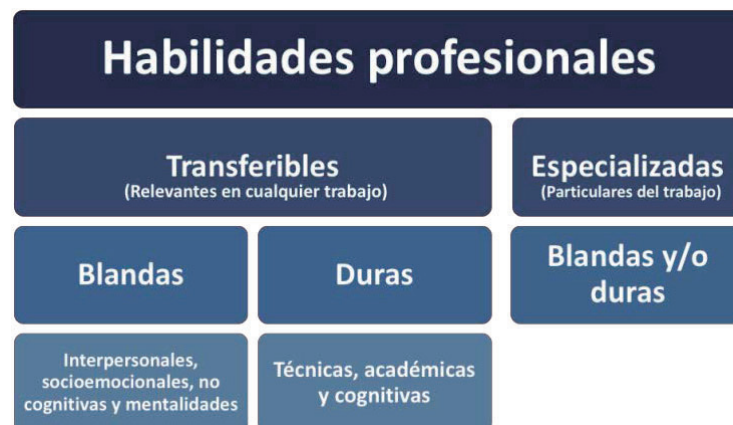 Habilidades profesionales
Transferibles
(Relevantes en cualquier trabajo)
Especializadas
(Particulares del trabajo)
Blandas
Duras
Blandas y/o
duras
Interpersonales,
socioemocionales, no
cognitivas y mentalidades
Técnicas, académicas
y cognitivas